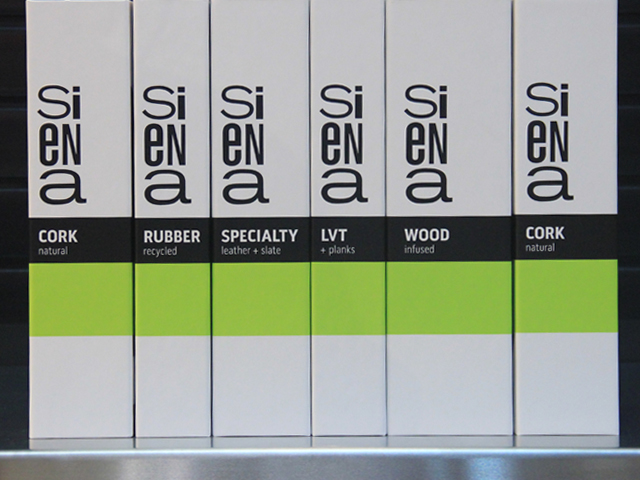 Si
eN
a
CORK
natural
Si
eN
a
RUBBER
recycled
Si
eN
a
SPECIALTY
leather + slate
Si
eN
a
LVT
+ planks
Si
eN
a
WOOD
infused
Si
eN
a
CORK
natural